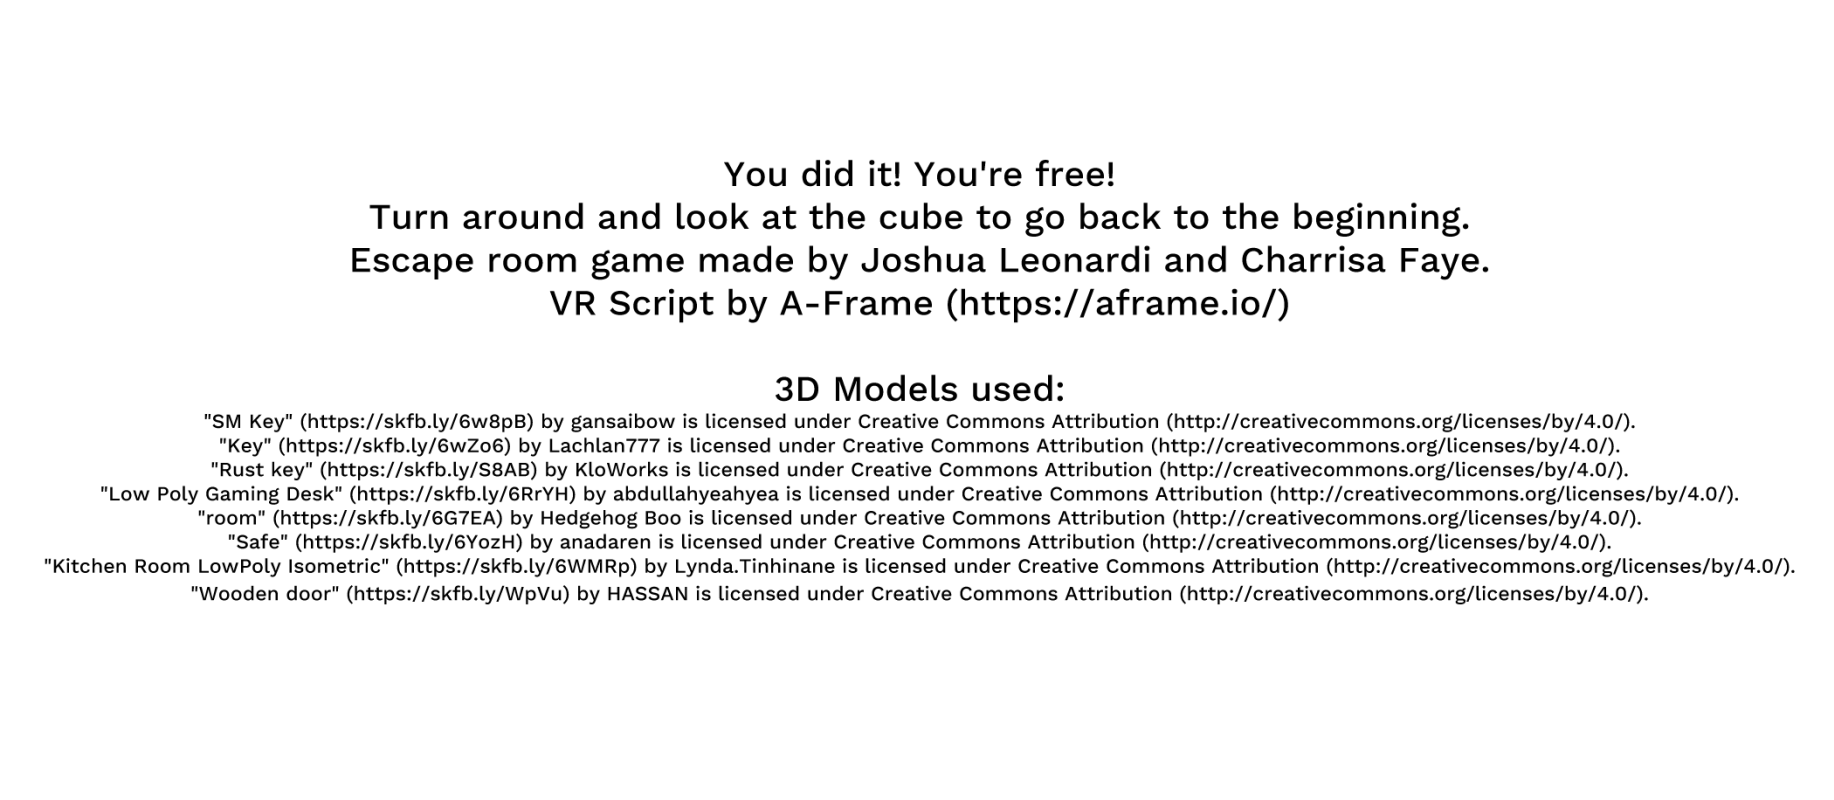 You did it! You're free!
Turn around and look at the cube to go back to the beginning.
Escape room game made by Joshua Leonardi and Charrisa Faye.
VR Script by A-Frame (https://aframe.io/)
3D Models used:
"SM Key" (https://skfb.ly/6w8pB) by gansaibow is licensed under Creative Commons Attribution (http://creativecommons.org/licenses/by/4.0/).
"Key" (https://skfb.ly/6wZo6) by Lachlan777 is licensed under Creative Commons Attribution (http://creativecommons.org/licenses/by/4.0/).
"Rust key" (https://skfb.ly/S8AB) by KloWorks is licensed under Creative Commons Attribution (http://creativecommons.org/licenses/by/4.0/).
"Low Poly Gaming Desk" (https://skfb.ly/6RrYH) by abdullahyeahyea is licensed under Creative Commons Attribution (http://creativecommons.org/licenses/by/4.0/).
"room" (https://skfb.ly/6G7EA) by Hedgehog Boo is licensed under Creative Commons Attribution (http://creativecommons.org/licenses/by/4.0/).
"Safe" (https://skfb.ly/6YozH) by anadaren is licensed under Creative Commons Attribution (http://creativecommons.org/licenses/by/4.0/).
"Kitchen Room LowPoly Isometric" (https://skfb.ly/6WMRp) by Lynda.Tinhinane is licensed under Creative Commons Attribution (http://creativecommons.org/licenses/by/4.0/).
"Wooden door" (https://skfb.ly/WpVu) by HASSAN is licensed under Creative Commons Attribution (http://creativecommons.org/licenses/by/4.0/).